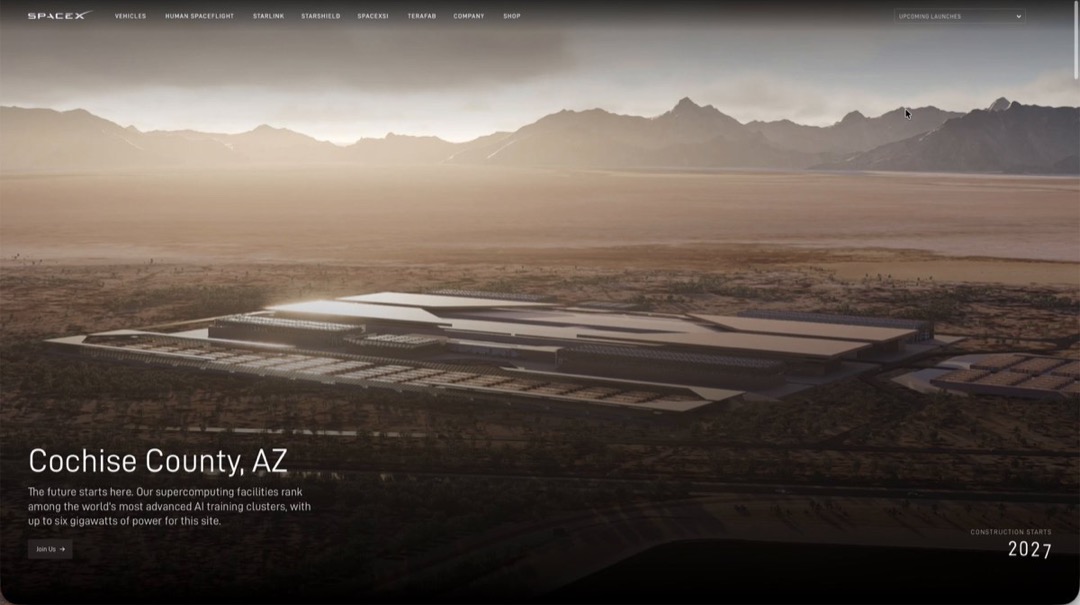 SPACEX
VEHICLES HUMAN SPACEFLIGHT STARLINK STARSHIELD SPACEXSI TERAFAB COMPANY SHOP
UPCOMING LAUNCHES
Cochise County, AZ
The future starts here. Our supercomputing facilities rank
among the world's most advanced AI training clusters, with
up to six gigawatts of power for this site.
Join Us →
CONSTRUCTION STARTS
2027